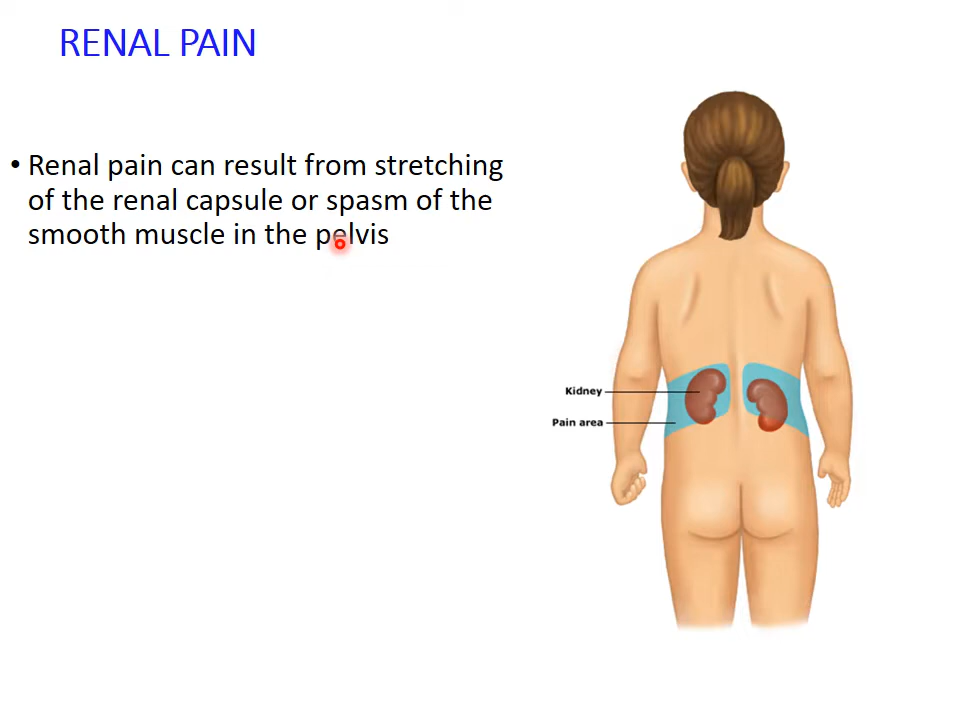 RENAL PAIN
• Renal pain can result from stretching
of the renal capsule or spasm of the
smooth muscle in the pelvis
Kidney
Pain area